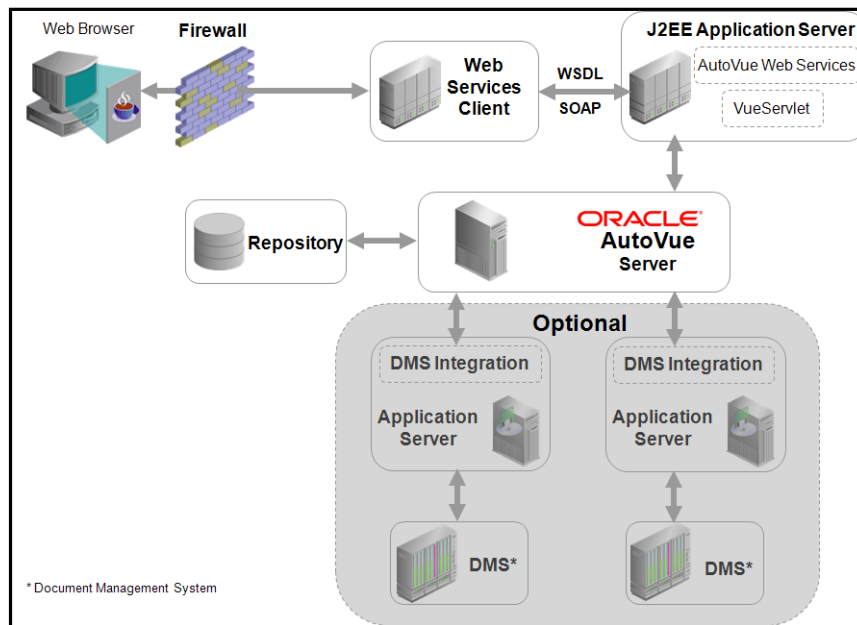 Web Browser
Firewall
J2EE Application Server
AutoVue Web Services
VueServlet
Web
Services
Client
WSDL
SOAP
Repository
ORACLE®
AutoVue
Server
Optional
DMS Integration
Application
Server
DMS*
DMS Integration
Application
Server
DMS*
* Document Management System